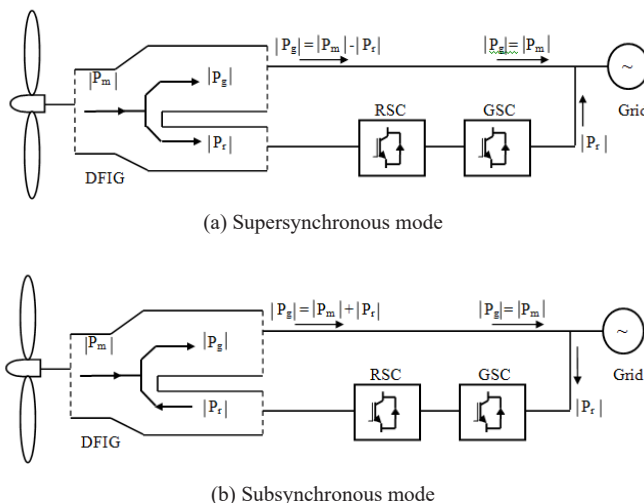 |Pg|=|Pm|-|Pr|
|Pg|=|Pm|
|Pm|
|Pg|
~
RSC
GSC
Grid
|Pr|
|Pr|
DFIG
(a) Supersynchronous mode
|Pg|=|Pm|+|Pr|
|Pg|=|Pm|
|Pm|
|Pg|
~
RSC
GSC
Grid
|Pr|
|Pr|
DFIG
(b) Subsynchronous mode